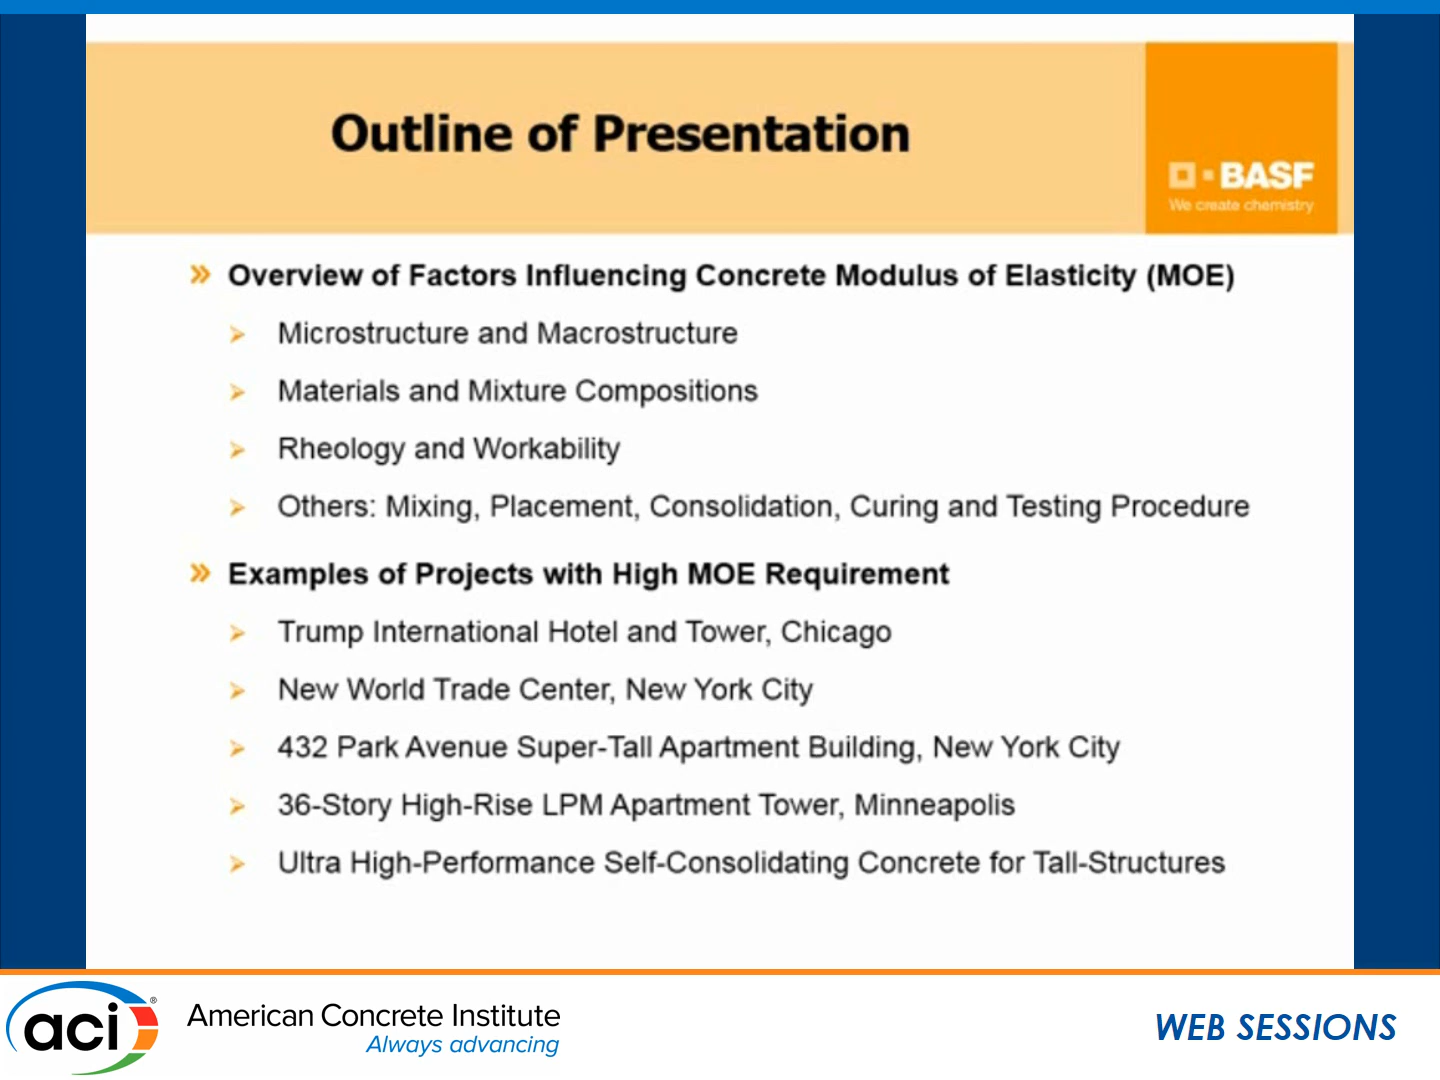 Outline of Presentation
BASF
We create chemistry
» Overview of Factors Influencing Concrete Modulus of Elasticity (MOE)
➢ Microstructure and Macrostructure
➢ Materials and Mixture Compositions
➢ Rheology and Workability
➢ Others: Mixing, Placement, Consolidation, Curing and Testing Procedure
» Examples of Projects with High MOE Requirement
➢ Trump International Hotel and Tower, Chicago
➢ New World Trade Center, New York City
➢ 432 Park Avenue Super-Tall Apartment Building, New York City
➢ 36-Story High-Rise LPM Apartment Tower, Minneapolis
➢ Ultra High-Performance Self-Consolidating Concrete for Tall-Structures
aci®
American Concrete Institute
Always advancing
WEB SESSIONS